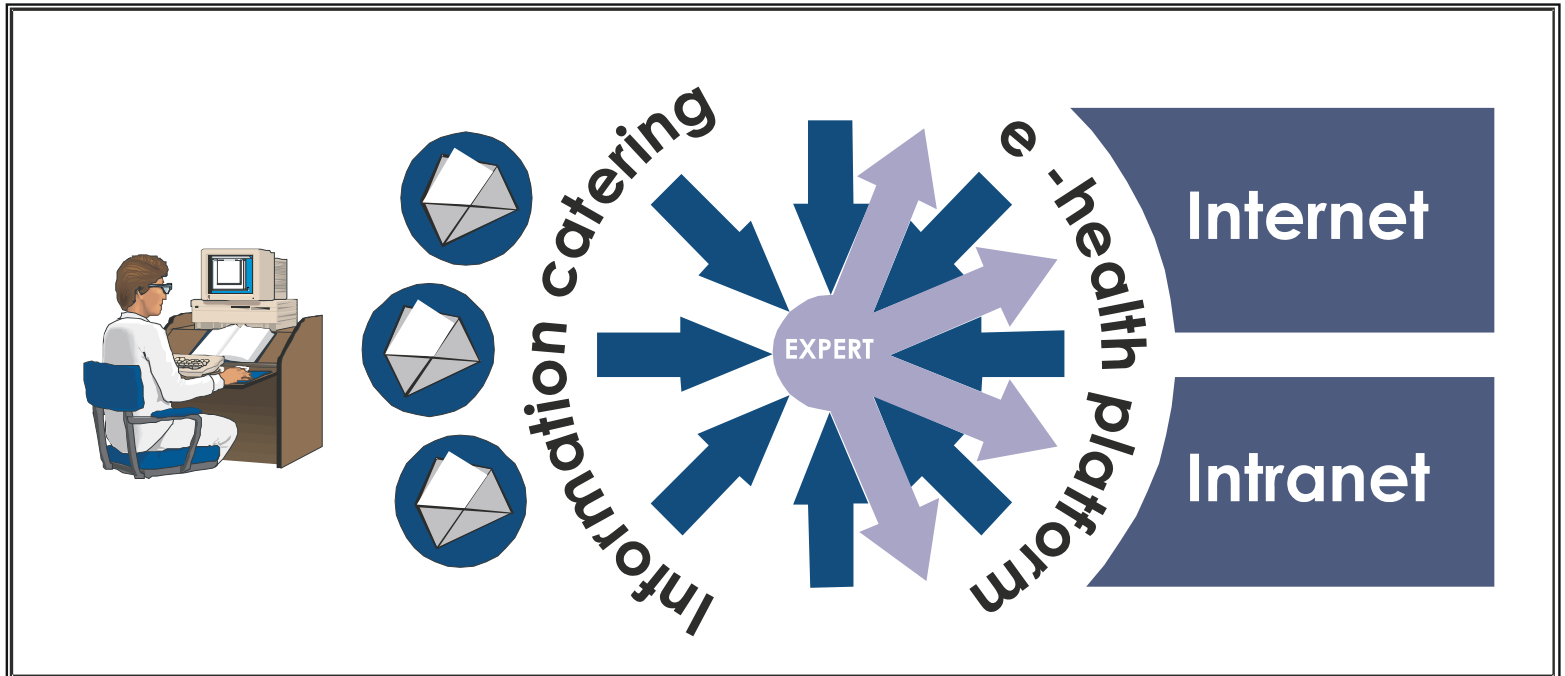 Information catering
EXPERT
e -health platform
Internet
Intranet